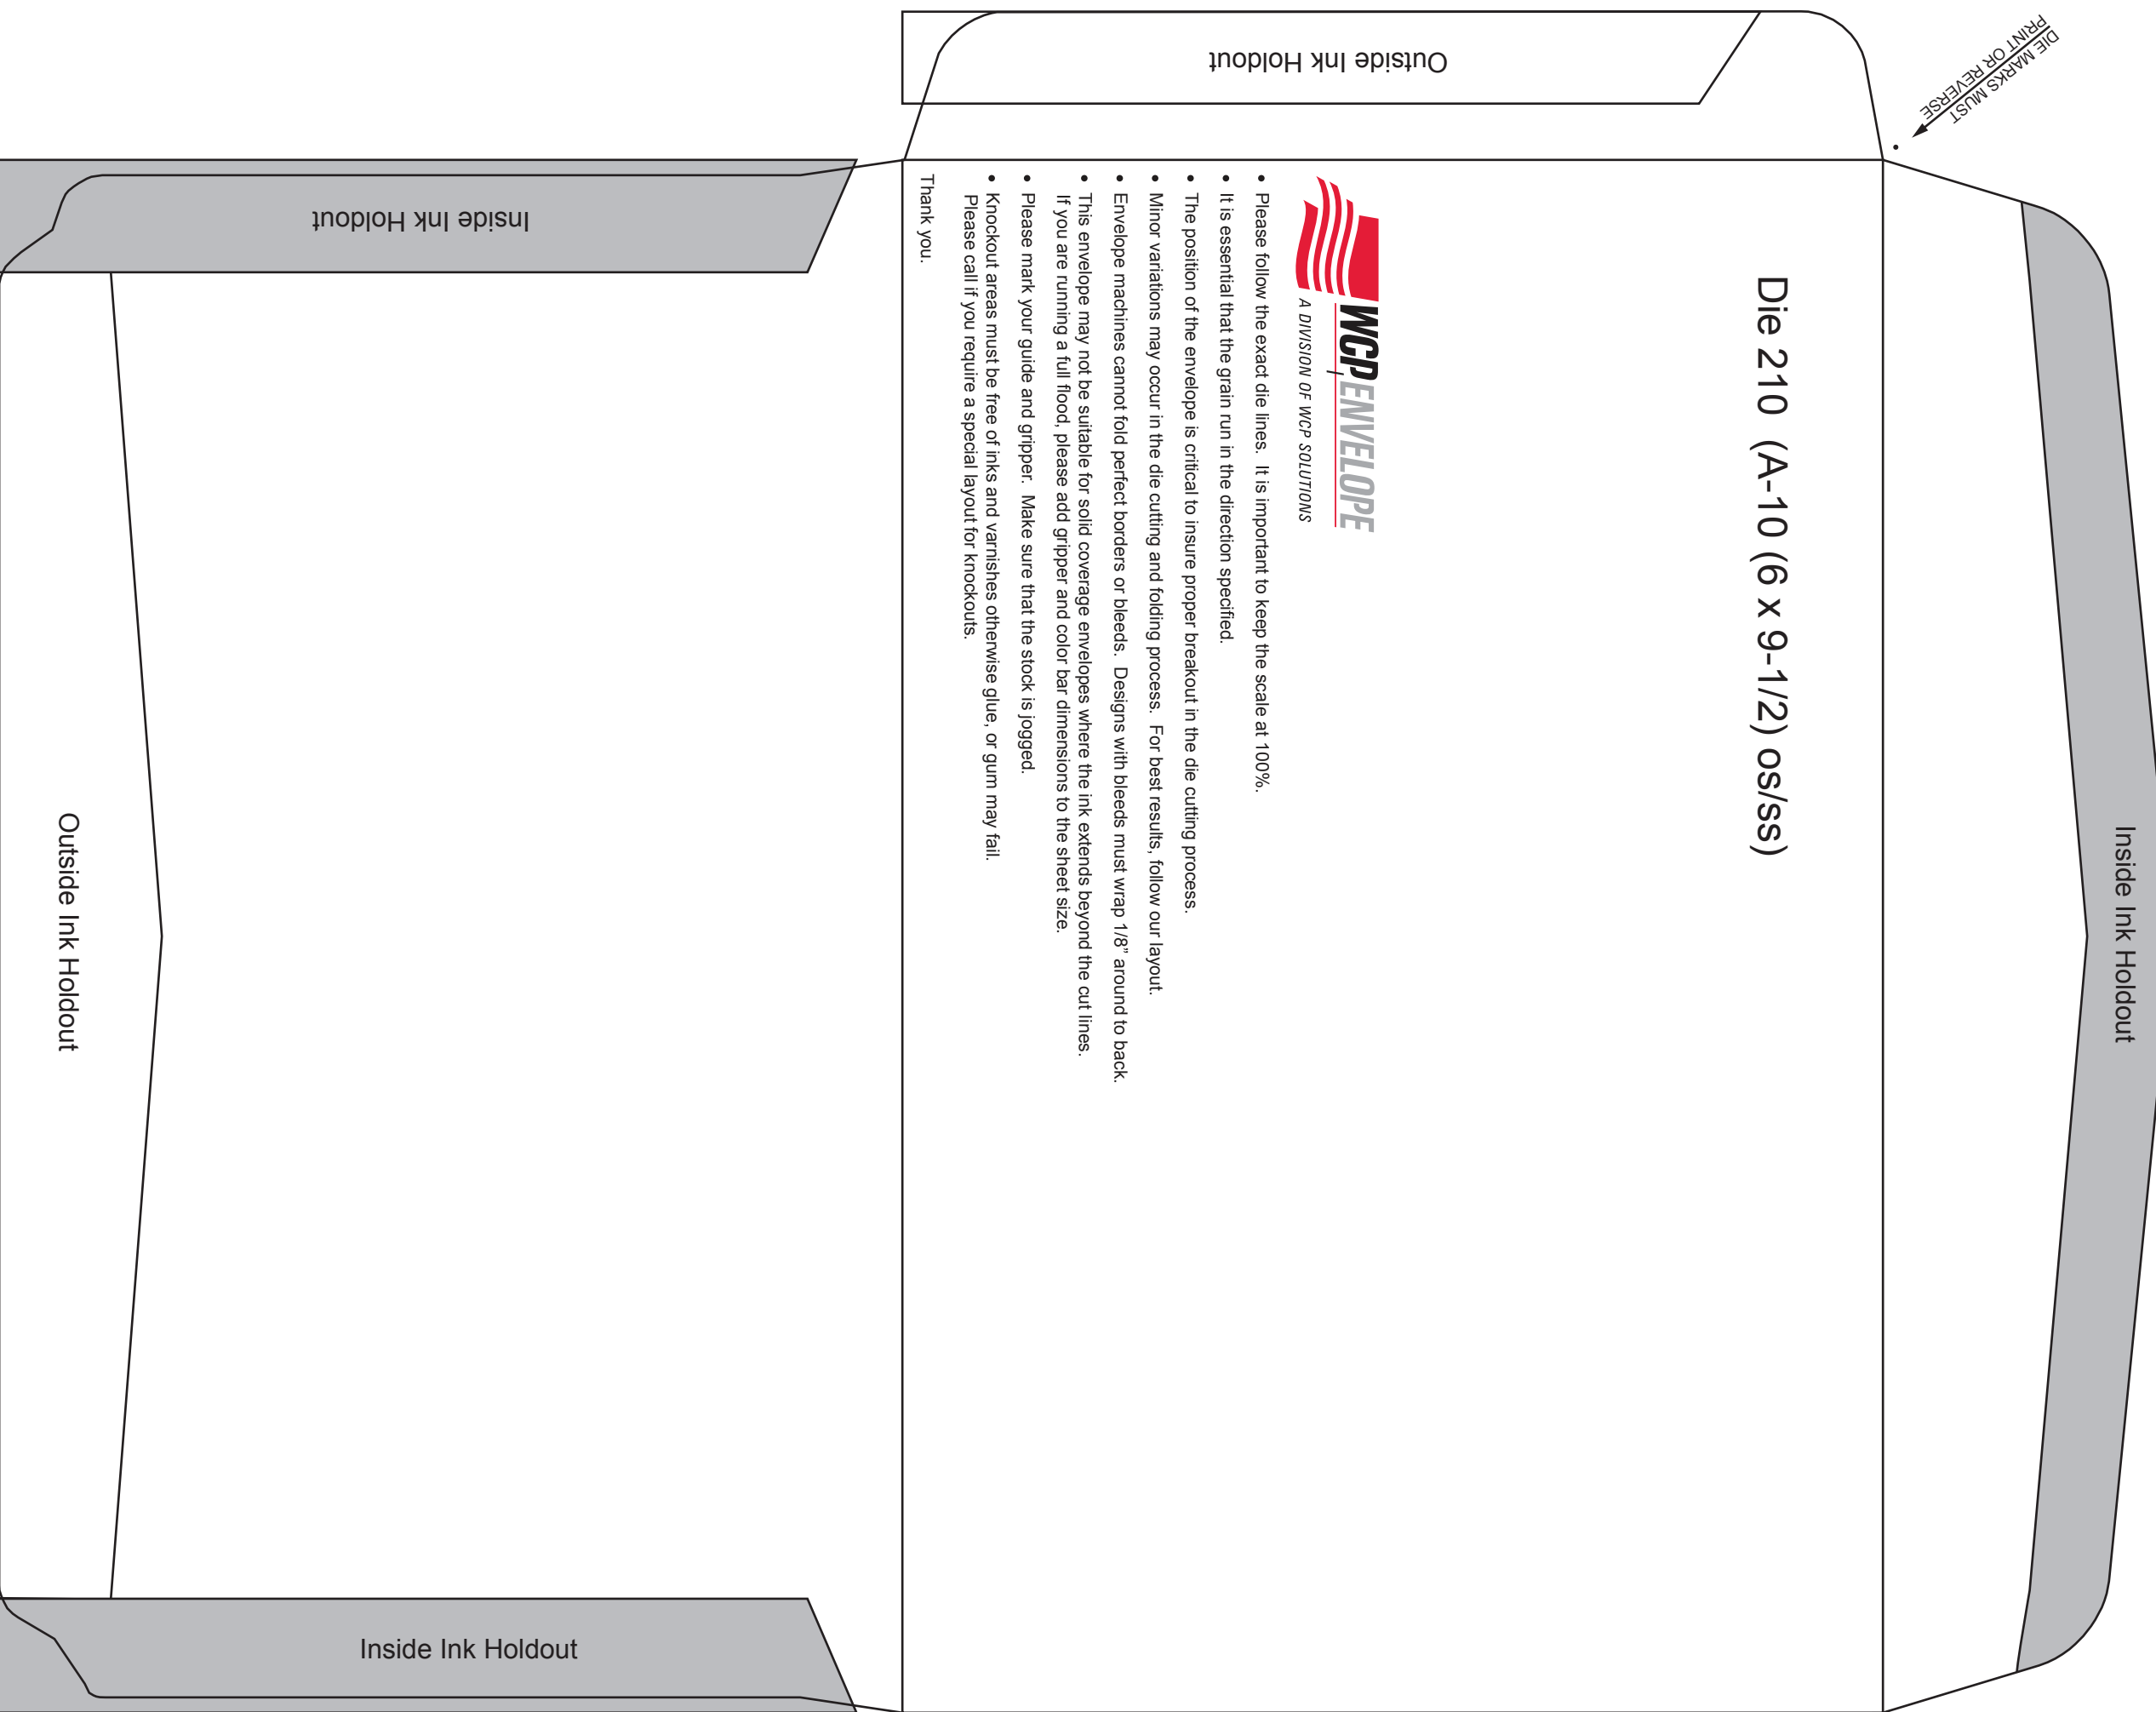 Outside Ink Holdout
DIE MARKS MUST
PRINT OR REVERSE
Inside Ink Holdout
Die 210 (A-10 (6 x 9-1/2) os/ss)
Inside Ink Holdout
WCP ENVELOPE
A DIVISION OF WCP SOLUTIONS
• Please follow the exact die lines. It is important to keep the scale at 100%.
• It is essential that the grain run in the direction specified.
• The position of the envelope is critical to insure proper breakout in the die cutting process.
• Minor variations may occur in the die cutting and folding process. For best results, follow our layout.
• Envelope machines cannot fold perfect borders or bleeds. Designs with bleeds must wrap 1/8” around to back.
• This envelope may not be suitable for solid coverage envelopes where the ink extends beyond the cut lines.
If you are running a full flood, please add gripper and color bar dimensions to the sheet size.
• Please mark your guide and gripper. Make sure that the stock is jogged.
• Knockout areas must be free of inks and varnishes otherwise glue, or gum may fail.
Please call if you require a special layout for knockouts.
Thank you.
Outside Ink Holdout
Inside Ink Holdout